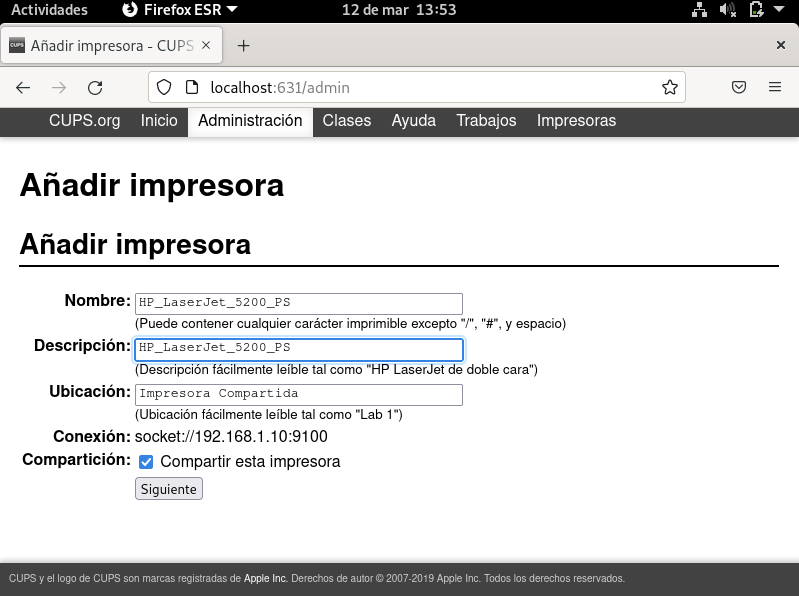 Actividades Firefox ESR 12 de mar 13:53
CUPS Añadir impresora - CUPS
localhost:631/admin
CUPS.org Inicio Administración Clases Ayuda Trabajos Impresoras
Añadir impresora
Añadir impresora
Nombre: HP_LaserJet_5200_PS
(Puede contener cualquier carácter imprimible excepto "/", "#", y espacio)
Descripción: HP_LaserJet_5200_PS
(Descripción fácilmente leíble tal como "HP LaserJet de doble cara")
Ubicación: Impresora Compartida
(Ubicación fácilmente leíble tal como "Lab 1")
Conexión: socket://192.168.1.10:9100
Compartición: Compartir esta impresora
Siguiente
CUPS y el logo de CUPS son marcas registradas de Apple Inc. Derechos de autor © 2007-2019 Apple Inc. Todos los derechos reservados.